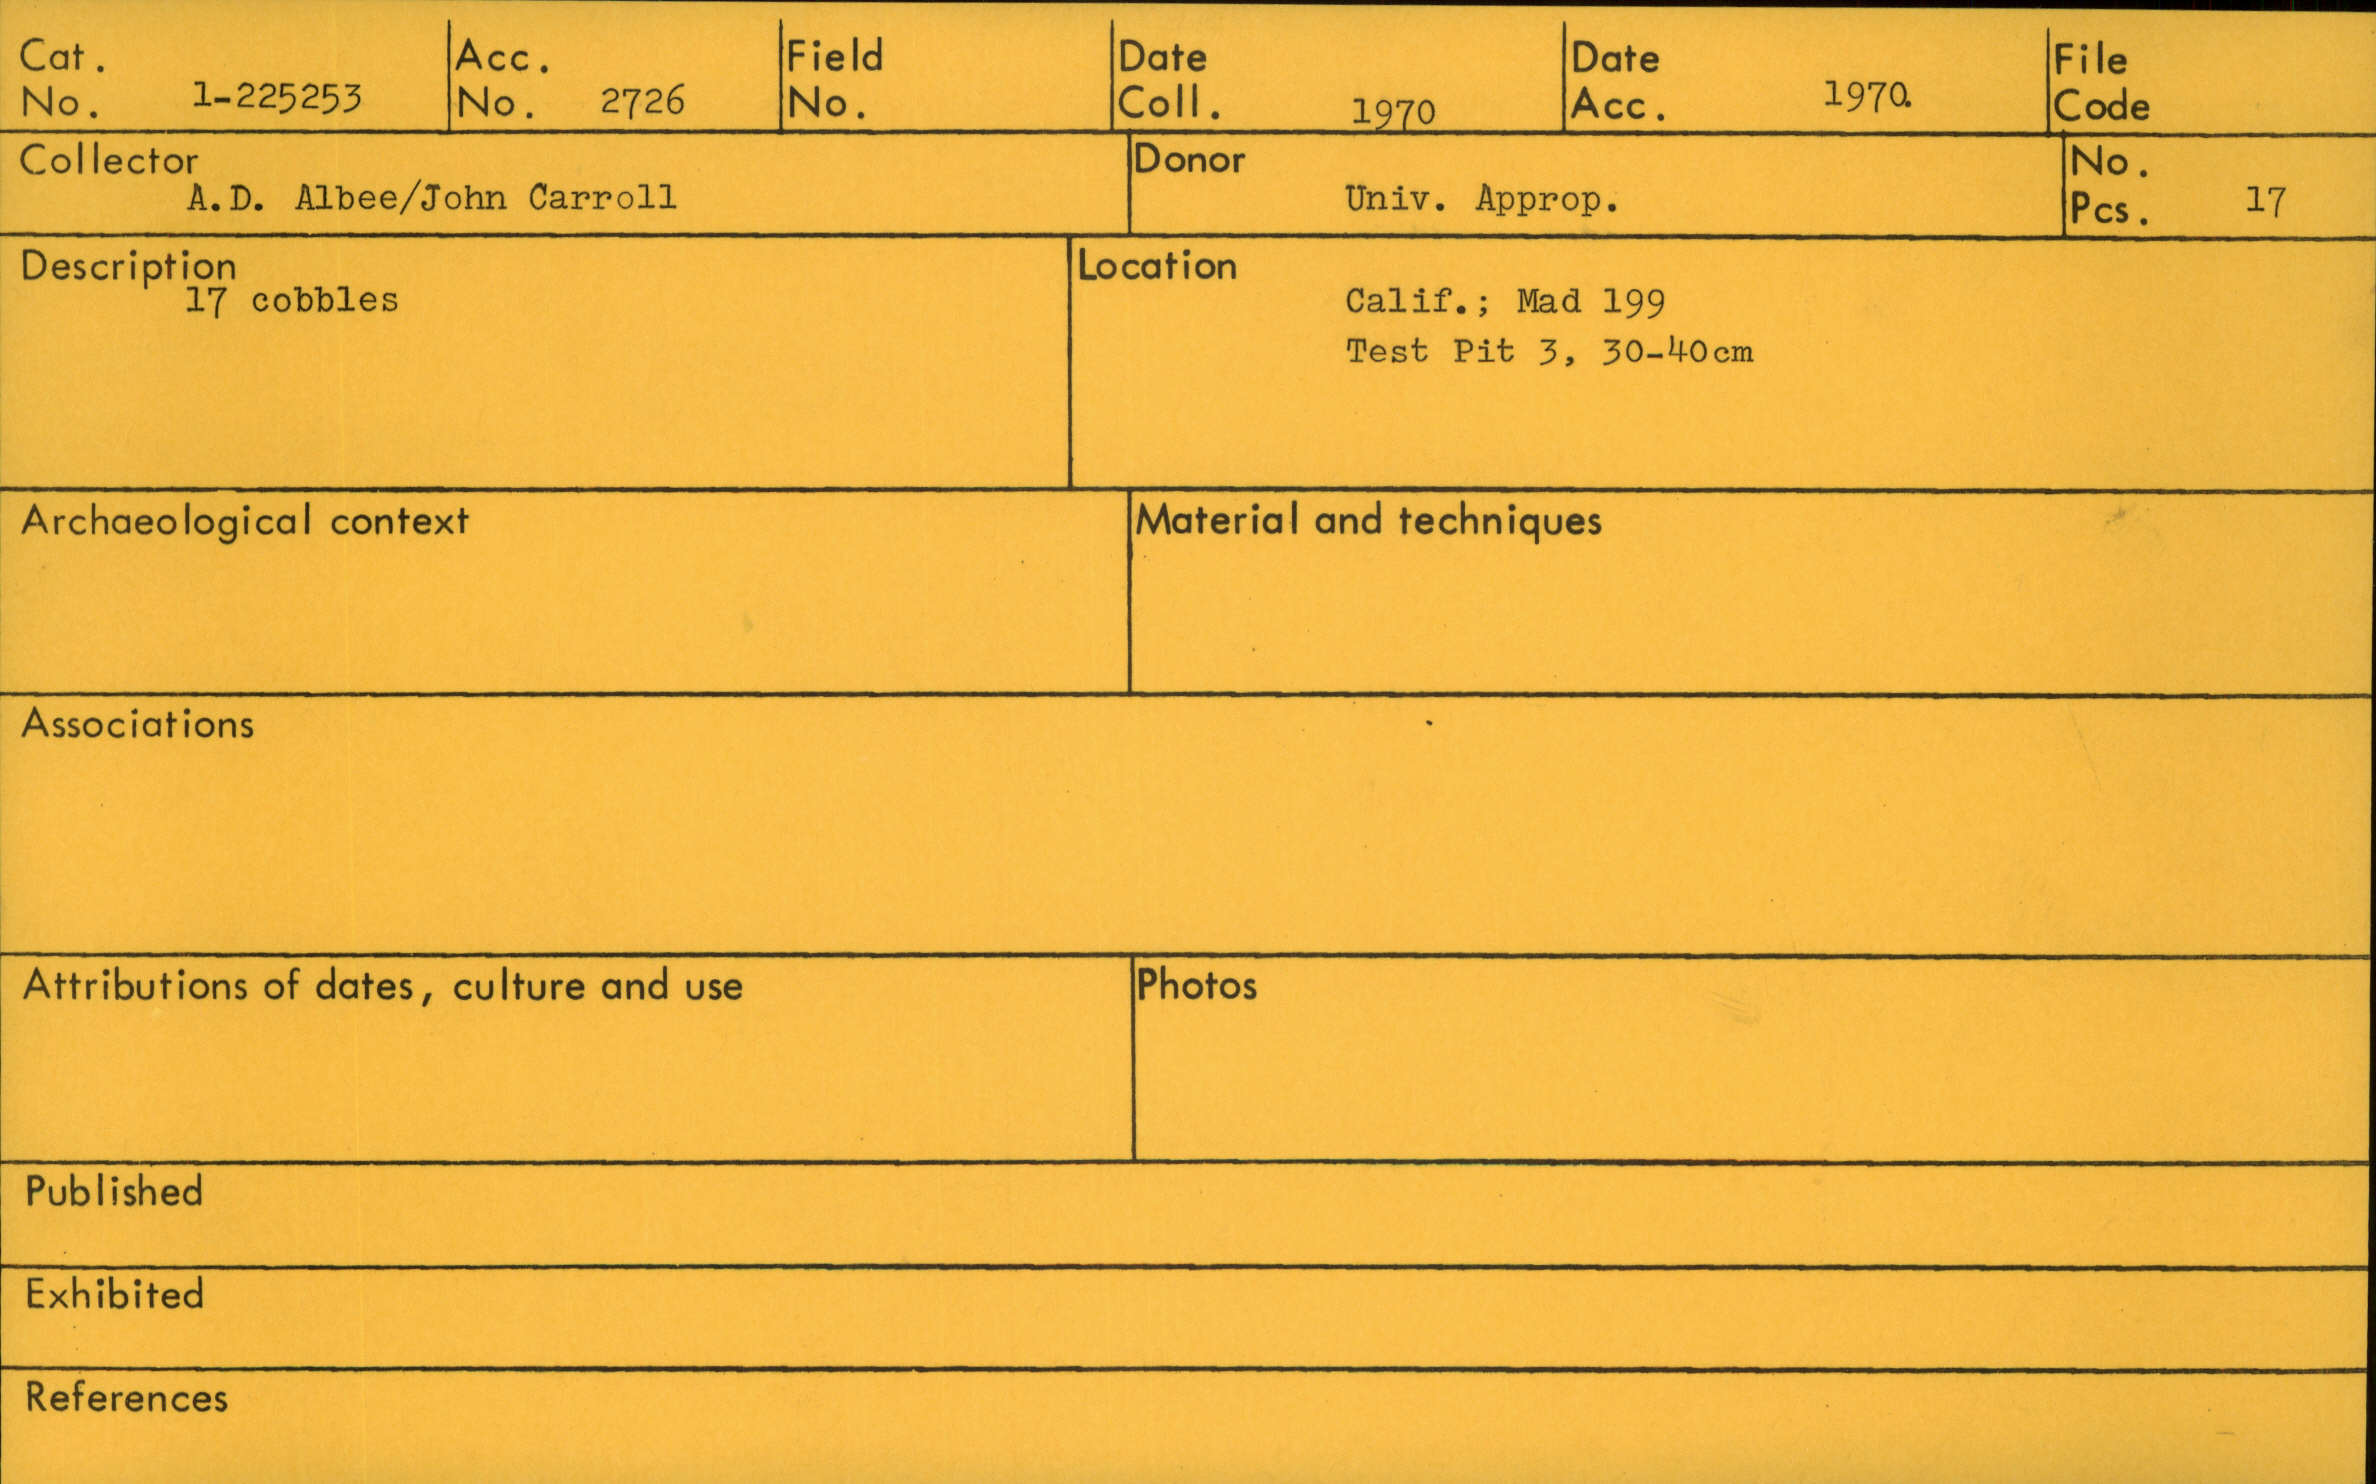 Cat. No. 1-225253 Acc. No. 2726 Field No. Date Coll. 1970 Date Acc. 1970. File Code
Collector Donor No. Pcs. 17
A.D. Albee/John Carroll Univ. Approp.
Description Location
17 cobbles Calif.; Mad 199
Test Pit 3, 30-40cm
Archaeological context Material and techniques
Associations
Attributions of dates, culture and use Photos
Published
Exhibited
References